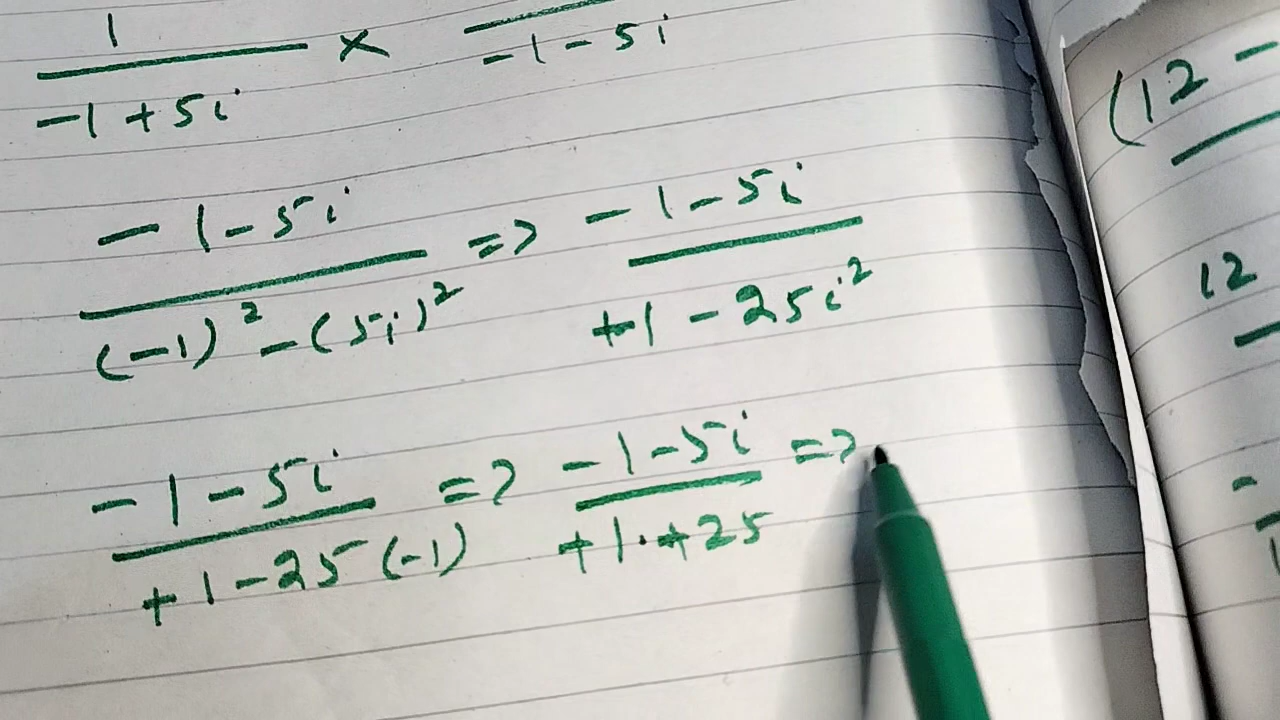 1 / -1 + 5i × / -1 - 5i
-1 - 5i / (-1)² - (5i)² => -1 - 5i / +1 - 25i²
-1 - 5i / +1 - 25(-1) => -1 - 5i / +1 + 25 =>
(12 -
12
-